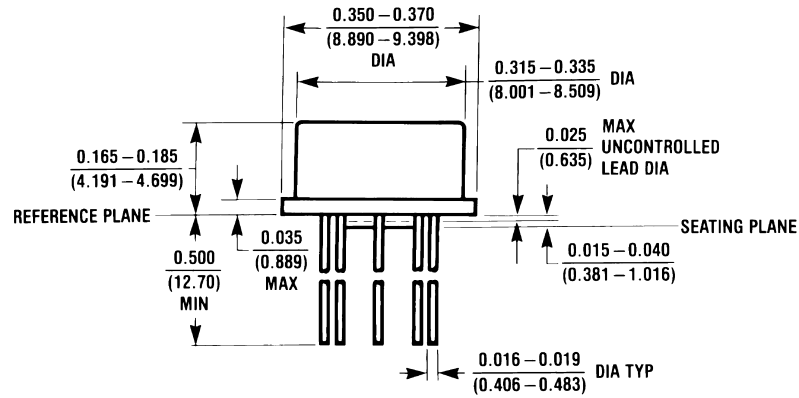 0.350 – 0.370
(8.890 – 9.398)
DIA
0.315 – 0.335
(8.001 – 8.509)
DIA
0.165 – 0.185
(4.191 – 4.699)
0.025
(0.635)
MAX
UNCONTROLLED
LEAD DIA
REFERENCE PLANE
SEATING PLANE
0.035
(0.889)
MAX
0.500
(12.70)
MIN
0.015 – 0.040
(0.381 – 1.016)
0.016 – 0.019
(0.406 – 0.483)
DIA TYP